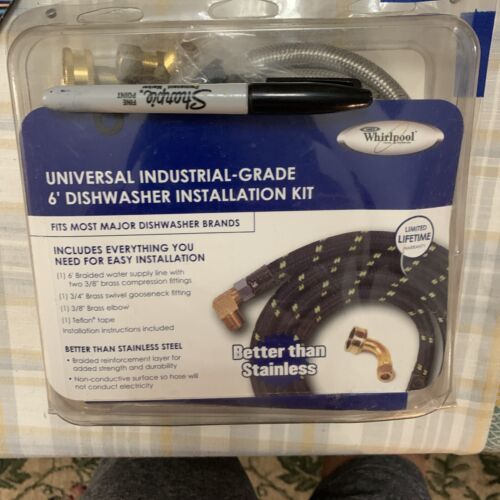 FINE POINT
Sharpie
Permanent Marker
Whirlpool
UNIVERSAL INDUSTRIAL-GRADE
6' DISHWASHER INSTALLATION KIT
FITS MOST MAJOR DISHWASHER BRANDS
INCLUDES EVERYTHING YOU
NEED FOR EASY INSTALLATION
(1) 6' Braided water supply line with
two 3/8" brass compression fittings
(1) 3/4" Brass swivel gooseneck fitting
(1) 3/8" Brass elbow
(1) Teflon® tape
Installation instructions included
BETTER THAN STAINLESS STEEL
• Braided reinforcement layer for
added strength and durability
• Non-conductive surface so hose will
not conduct electricity
LIMITED
LIFETIME
WARRANTY
Better than
Stainless